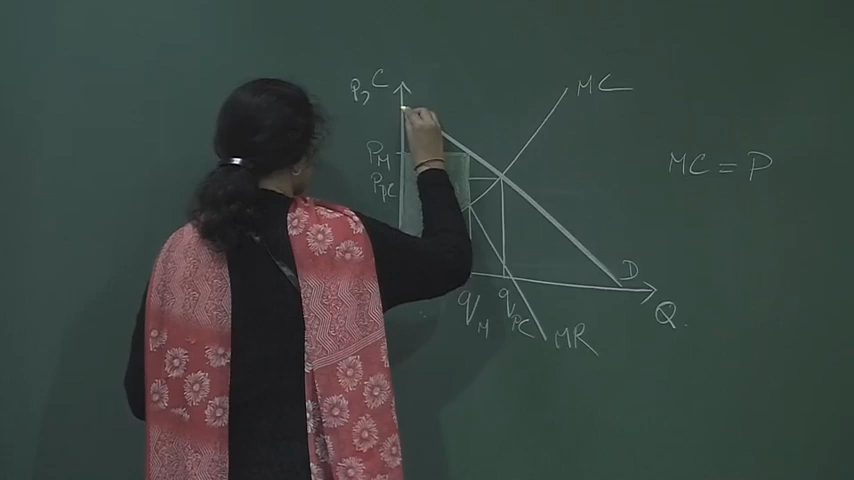 P, C
MC
P_M
P_PC
MC = P
D
q_M
q_PC
MR
Q